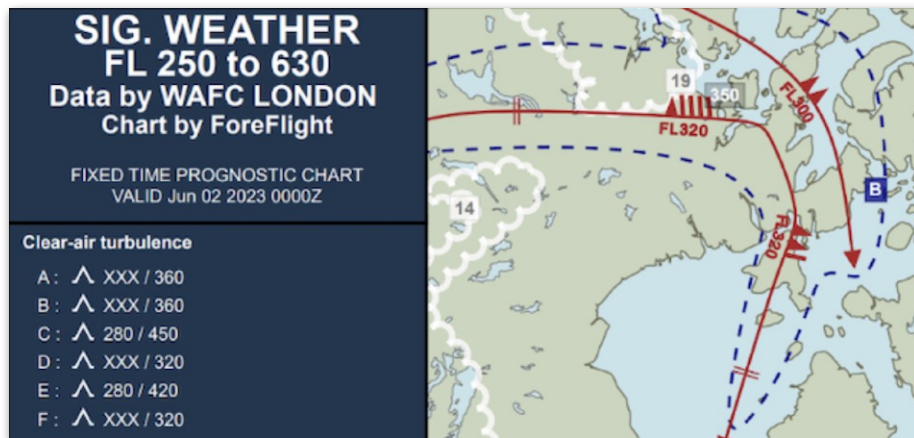 SIG. WEATHER
FL 250 to 630
Data by WAFC LONDON
Chart by ForeFlight
FIXED TIME PROGNOSTIC CHART
VALID Jun 02 2023 0000Z
Clear-air turbulence
A : XXX / 360
B : XXX / 360
C : 280 / 450
D : XXX / 320
E : 280 / 420
F : XXX / 320
19
350
FL320
FL300
B
14
FL320